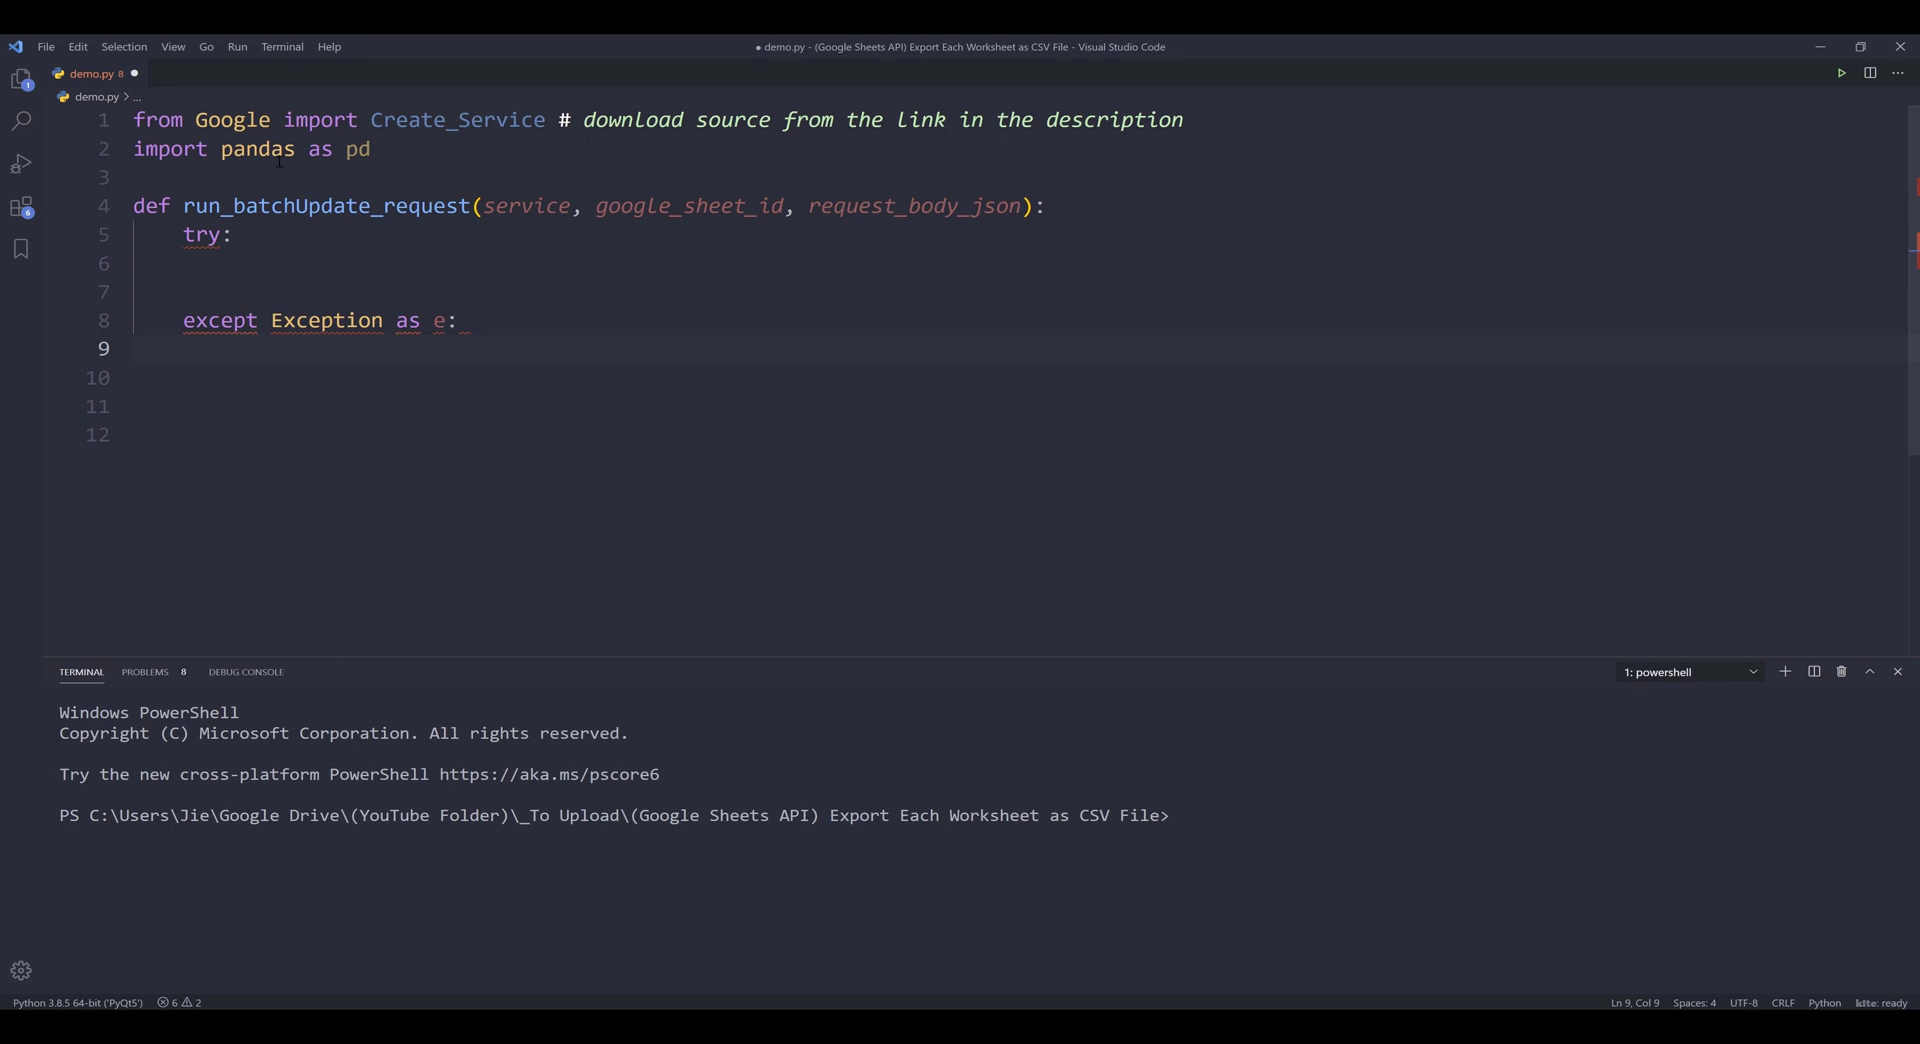 File Edit Selection View Go Run Terminal Help
● demo.py - (Google Sheets API) Export Each Worksheet as CSV File - Visual Studio Code
demo.py 8 ●
demo.py > ...
1 from Google import Create_Service # download source from the link in the description
2 import pandas as pd
3
4 def run_batchUpdate_request(service, google_sheet_id, request_body_json):
5 try:
6
7
8 except Exception as e:
9
10
11
12
1
6
TERMINAL PROBLEMS 8 DEBUG CONSOLE
1: powershell
Windows PowerShell
Copyright (C) Microsoft Corporation. All rights reserved.
Try the new cross-platform PowerShell https://aka.ms/pscore6
PS C:\Users\Jie\Google Drive\(YouTube Folder)\_To Upload\(Google Sheets API) Export Each Worksheet as CSV File>
Python 3.8.5 64-bit ('PyQt5') 6 2
Ln 9, Col 9 Spaces: 4 UTF-8 CRLF Python kite: ready